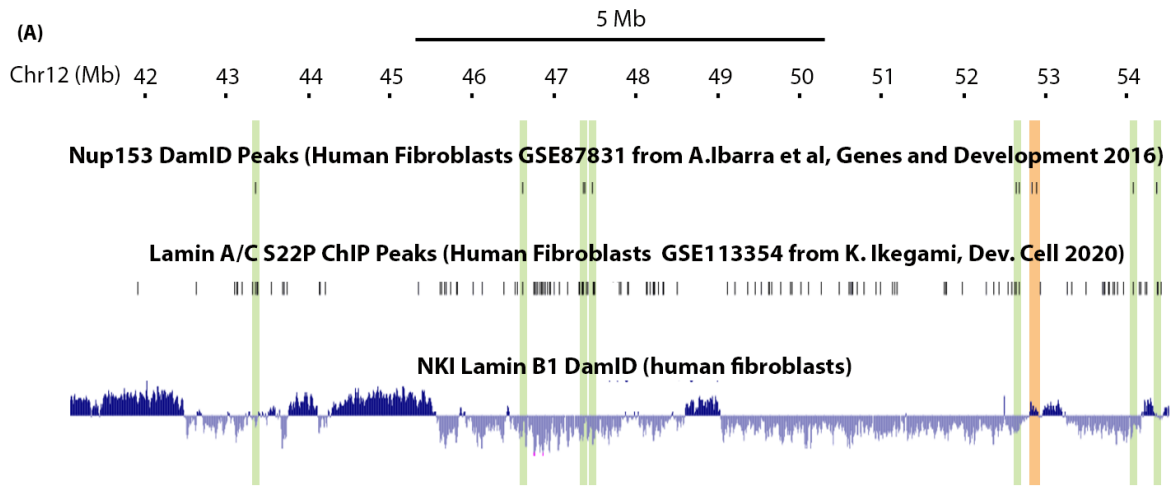 (A)
5 Mb
Chr12 (Mb) 42 43 44 45 46 47 48 49 50 51 52 53 54
Nup153 DamID Peaks (Human Fibroblasts GSE87831 from A.Ibarra et al, Genes and Development 2016)
Lamin A/C S22P ChIP Peaks (Human Fibroblasts GSE113354 from K. Ikegami, Dev. Cell 2020)
NKI Lamin B1 DamID (human fibroblasts)